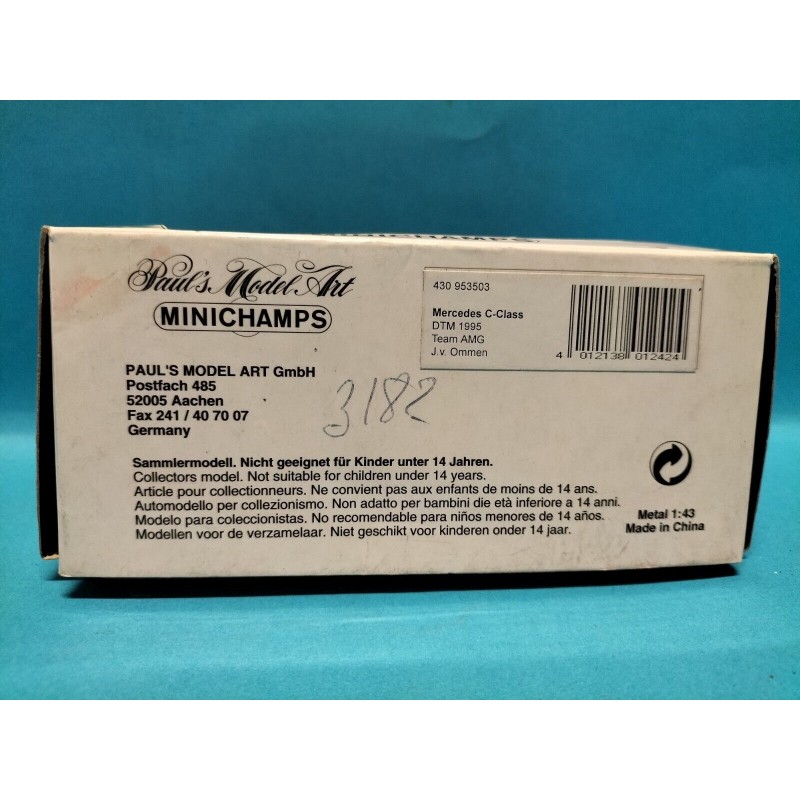 MINICHAMPS
Paul's Model Art
MINICHAMPS
430 953503
Mercedes C-Class
DTM 1995
Team AMG
J.v. Ommen
4 012138 012424
PAUL'S MODEL ART GmbH
Postfach 485
52005 Aachen
Fax 241 / 40 70 07
Germany
3182
Sammlermodell. Nicht geeignet für Kinder unter 14 Jahren.
Collectors model. Not suitable for children under 14 years.
Article pour collectionneurs. Ne convient pas aux enfants de moins de 14 ans.
Automodello per collezionismo. Non adatto per bambini die età inferiore a 14 anni.
Modelo para coleccionistas. No recomendable para niños menores de 14 años.
Modellen voor de verzamelaar. Niet geschikt voor kinderen onder 14 jaar.
Metal 1:43
Made in China